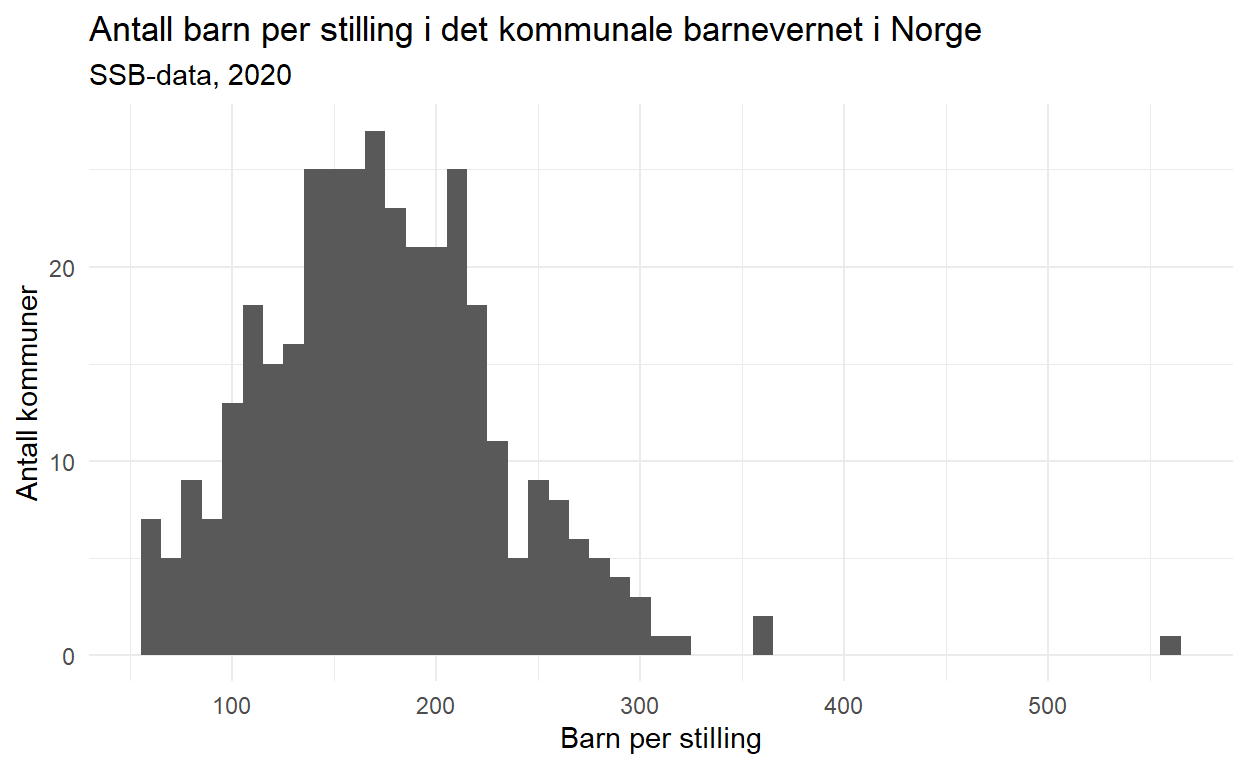 Antall barn per stilling i det kommunale barnevernet i Norge
SSB-data, 2020
Antall kommuner
20
10
0
100 200 300 400 500
Barn per stilling